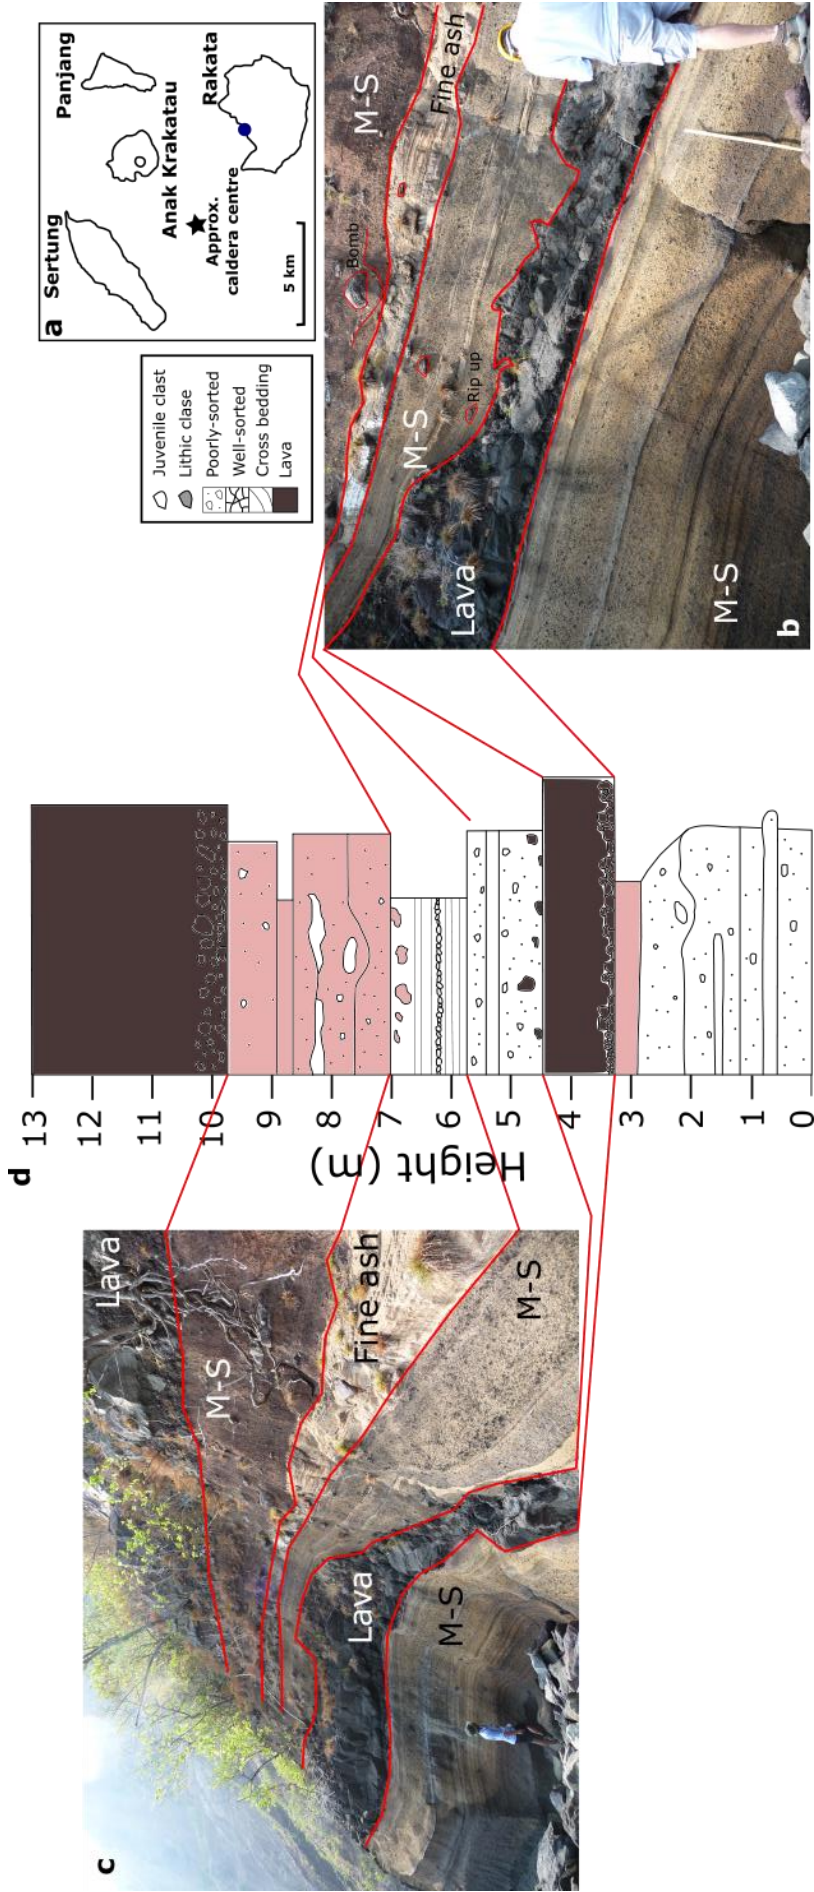 a
Sertung
Panjang
Anak Krakatau
Rakata
Approx.
caldera centre
5 km
Juvenile clast
Lithic clase
Poorly-sorted
Well-sorted
Cross bedding
Lava
b
M-S
Bomb
Fine ash
M-S
Rip up
Lava
M-S
c
Lava
M-S
Fine ash
M-S
Lava
M-S
d
Height (m)
13
12
11
10
9
8
7
6
5
4
3
2
1
0